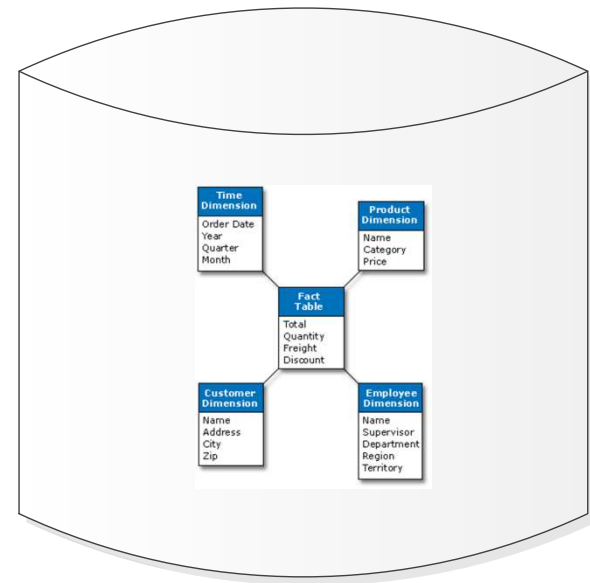 Time
Dimension
Order Date
Year
Quarter
Month
Product
Dimension
Name
Category
Price
Fact
Table
Total
Quantity
Freight
Discount
Customer
Dimension
Name
Address
City
Zip
Employee
Dimension
Name
Supervisor
Department
Region
Territory